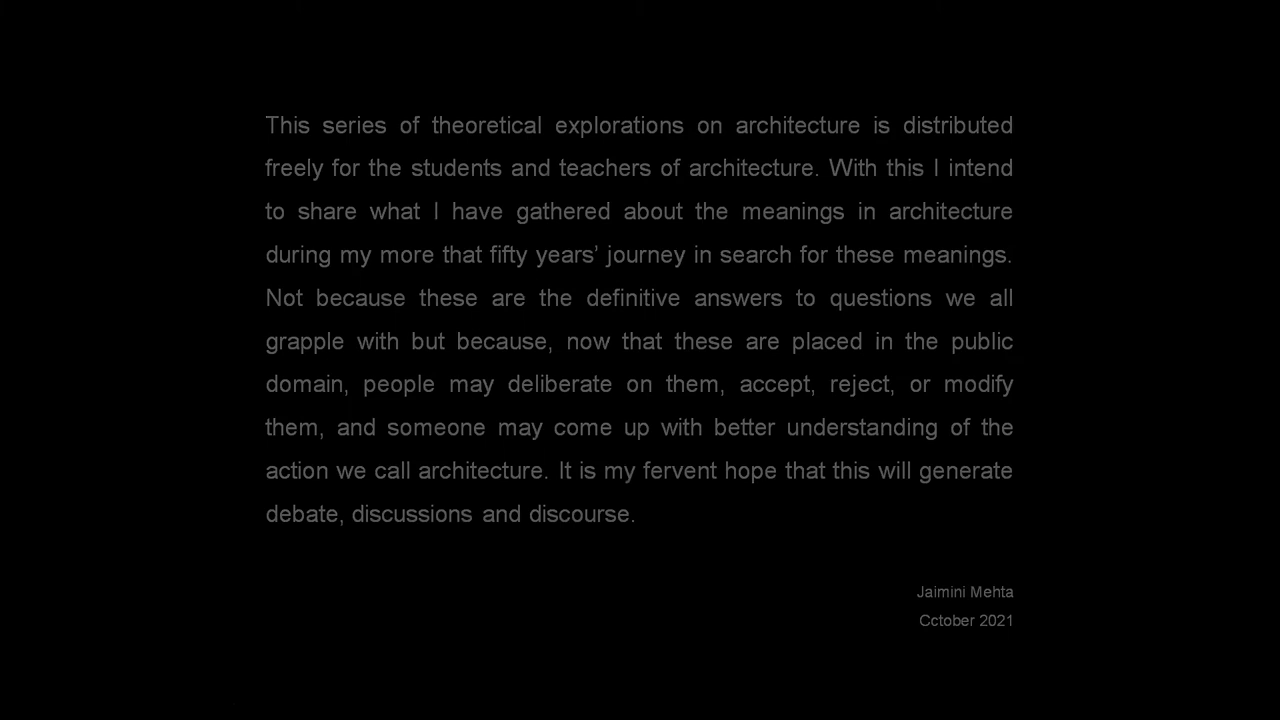 This series of theoretical explorations on architecture is distributed
freely for the students and teachers of architecture. With this I intend
to share what I have gathered about the meanings in architecture
during my more that fifty years’ journey in search for these meanings.
Not because these are the definitive answers to questions we all
grapple with but because, now that these are placed in the public
domain, people may deliberate on them, accept, reject, or modify
them, and someone may come up with better understanding of the
action we call architecture. It is my fervent hope that this will generate
debate, discussions and discourse.
Jaimini Mehta
Cctober 2021